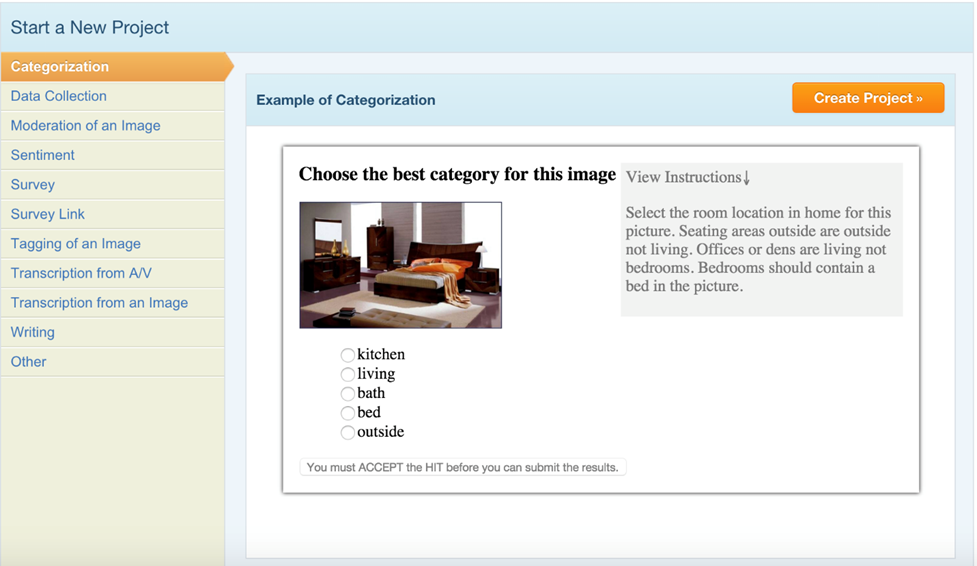 Start a New Project
Categorization
Data Collection
Moderation of an Image
Sentiment
Survey
Survey Link
Tagging of an Image
Transcription from A/V
Transcription from an Image
Writing
Other
Example of Categorization
Create Project »
Choose the best category for this image
View Instructions↓
Select the room location in home for this
picture. Seating areas outside are outside
not living. Offices or dens are living not
bedrooms. Bedrooms should contain a
bed in the picture.
kitchen
living
bath
bed
outside
You must ACCEPT the HIT before you can submit the results.